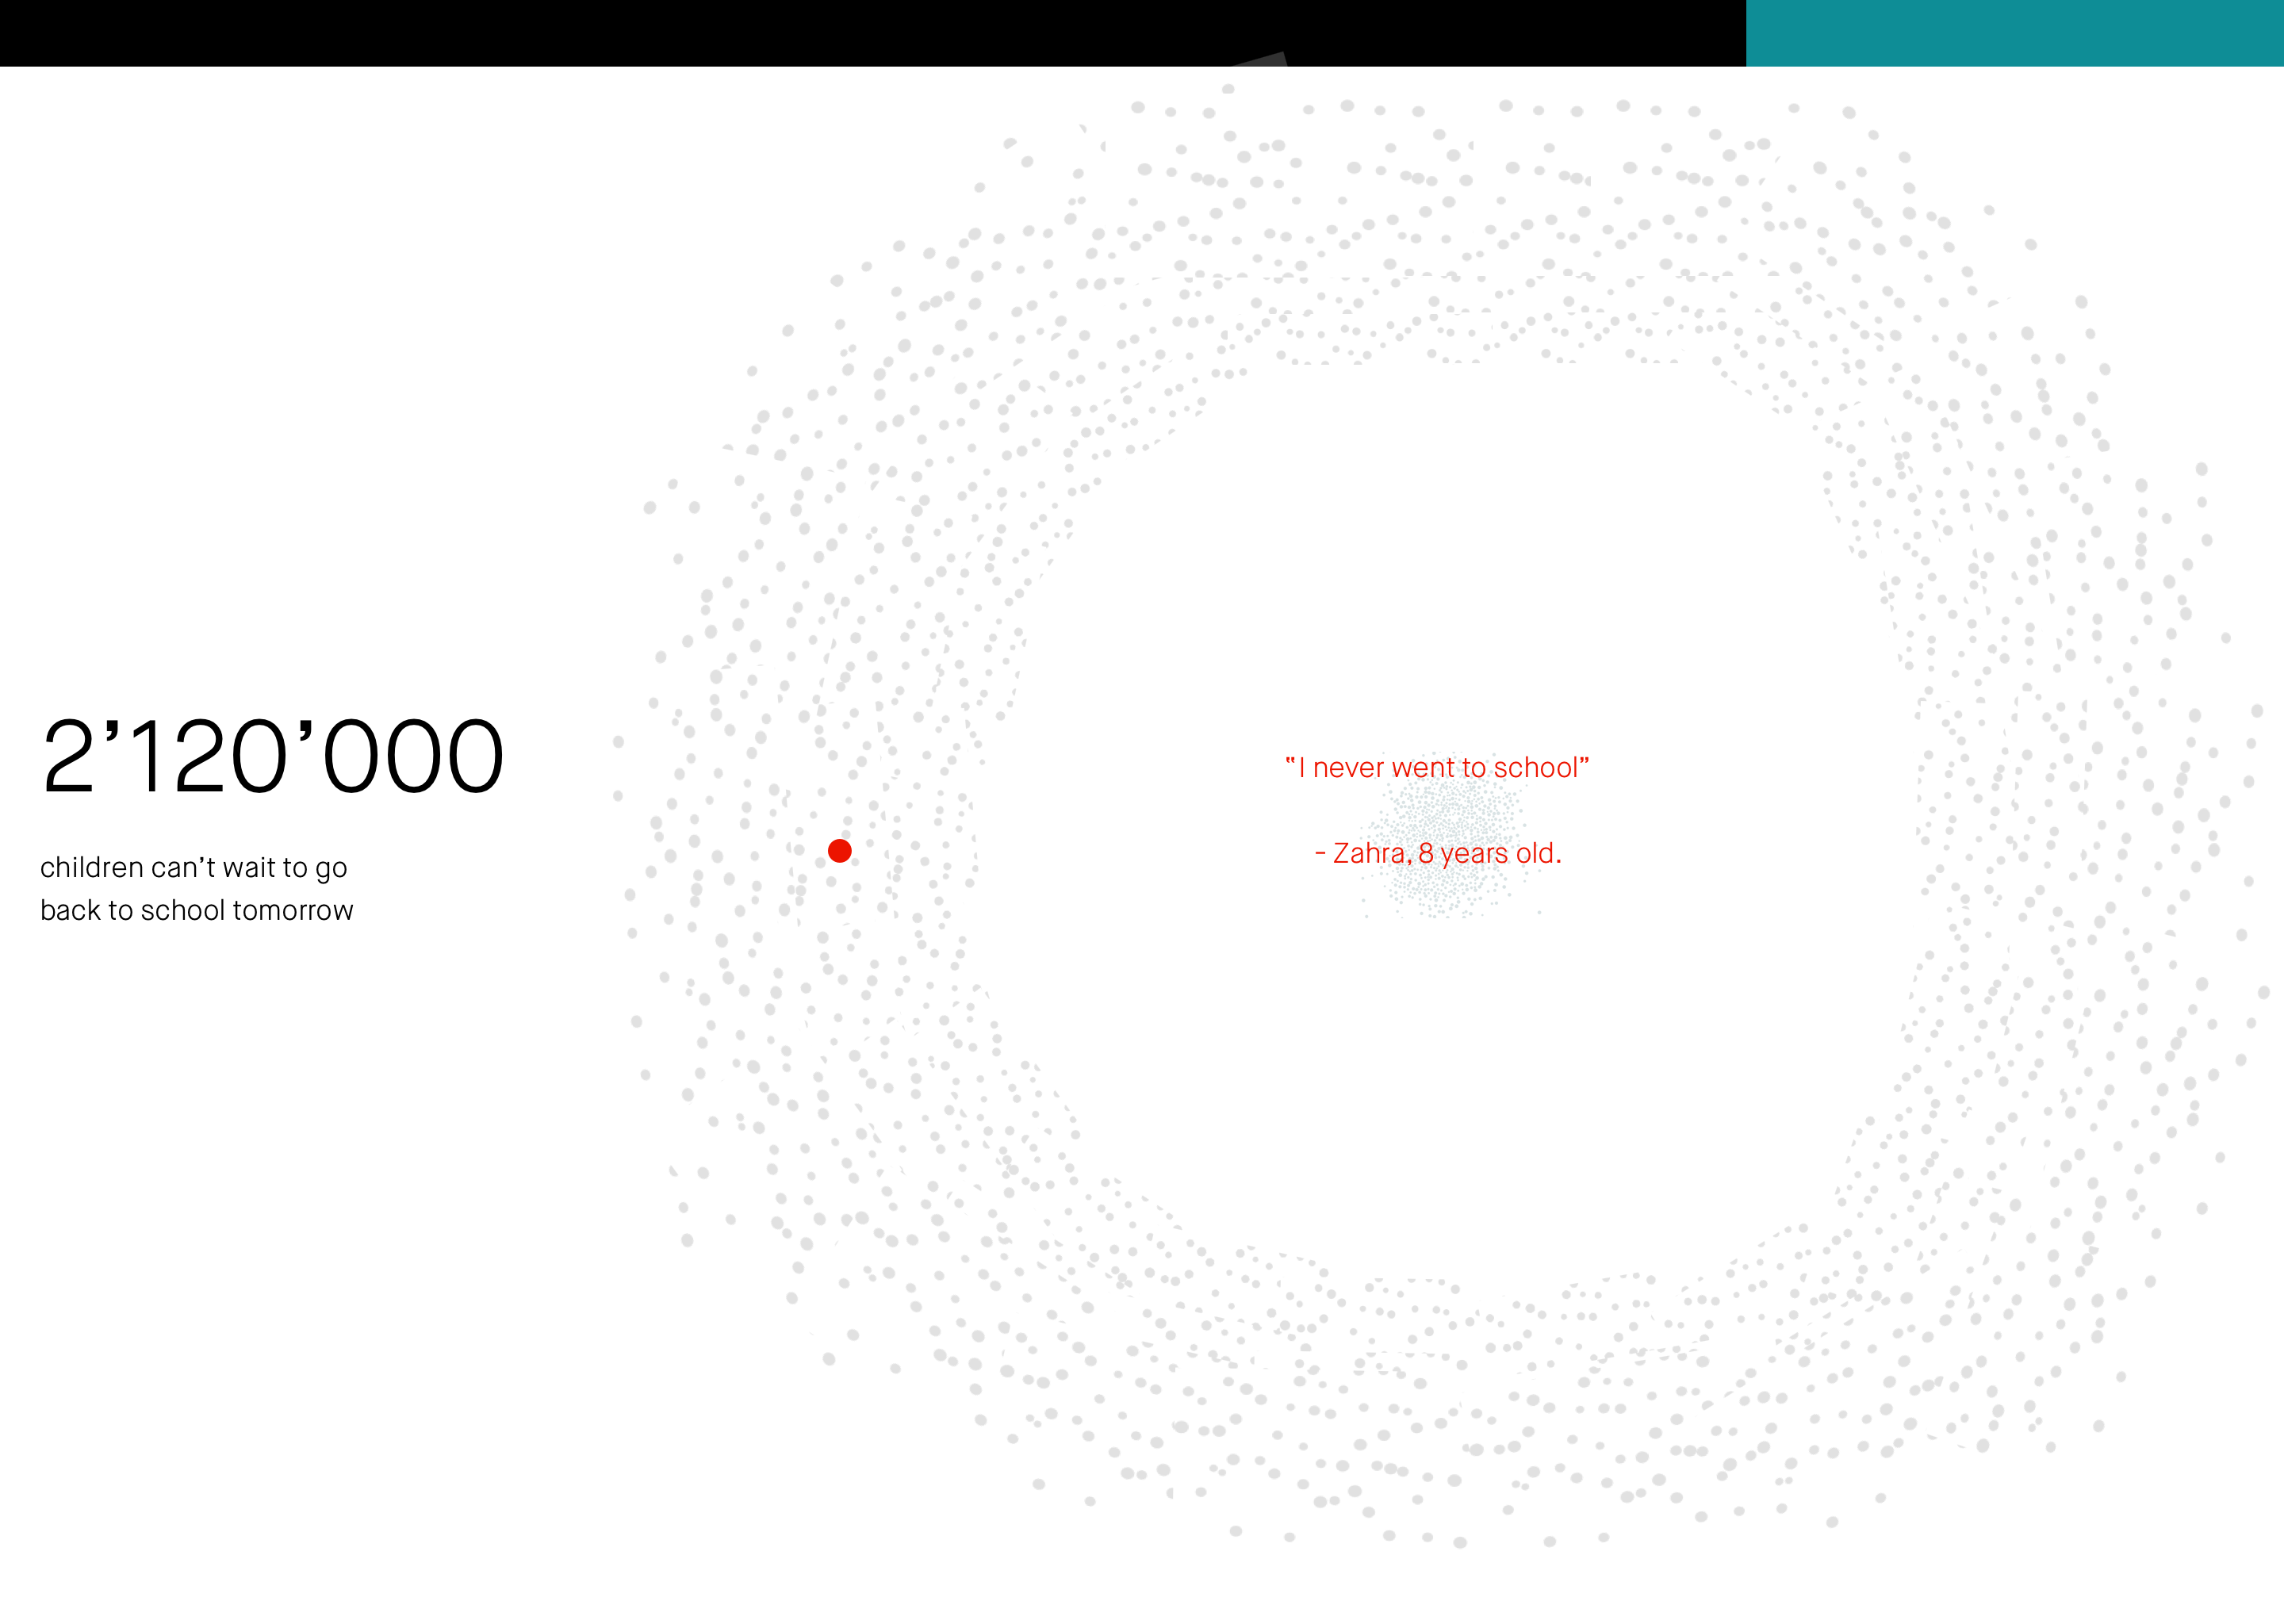 2’120’000
children can’t wait to go
back to school tomorrow
“I never went to school”
- Zahra, 8 years old.